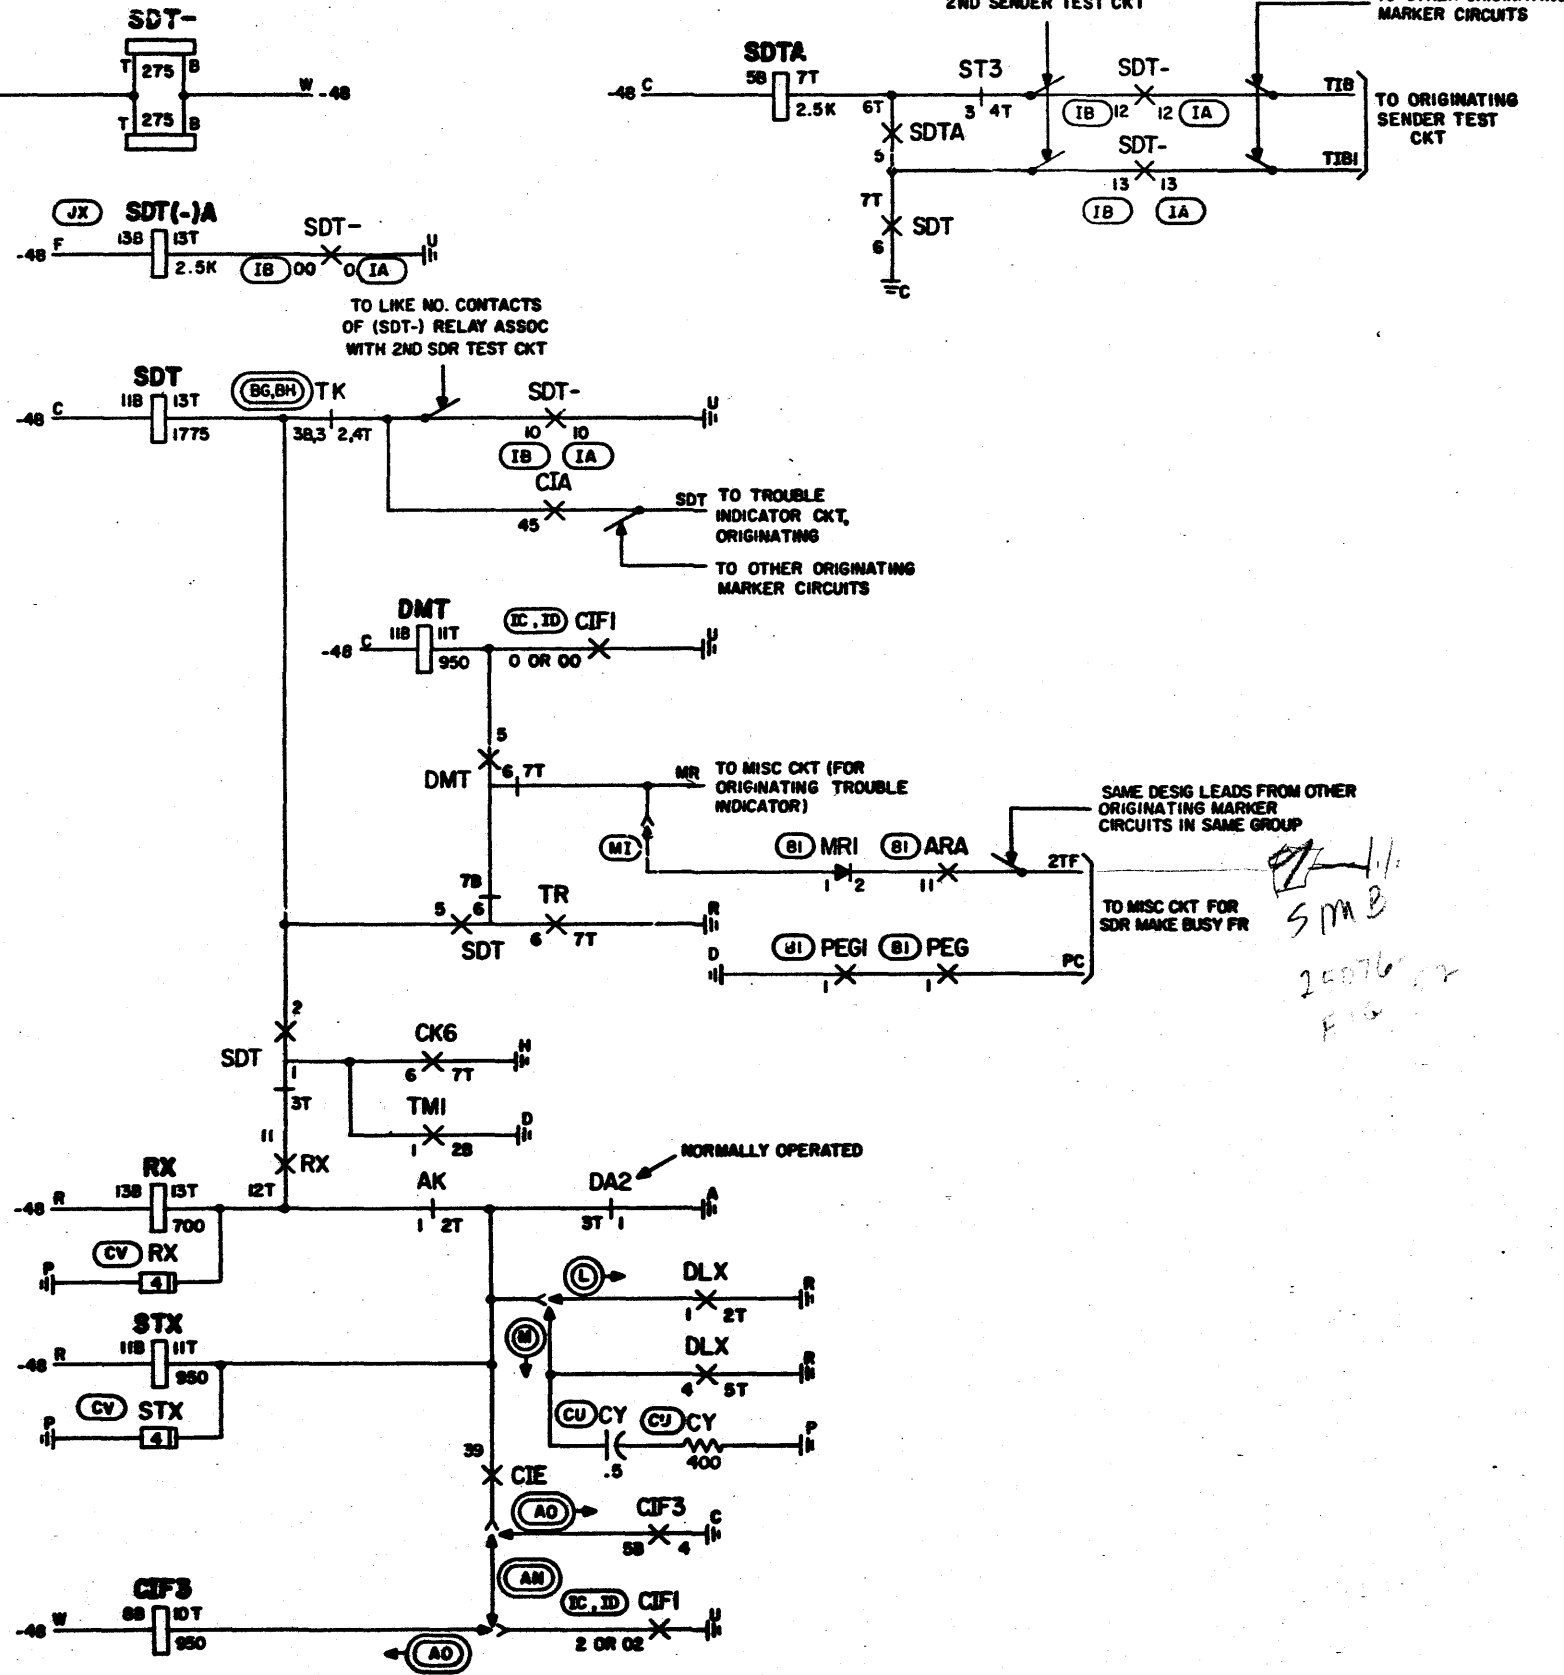 SDT-
T 275 B
W -48
T 275 B
2ND SENDER TEST CKT
MARKER CIRCUITS
SDTA
-48 C
5B 7T
2.5K
6T
ST3
3 4T
SDT-
IB 12 12 IA
TIB
SDTA
5
SDT-
13 13
IB IA
TIB1
TO ORIGINATING
SENDER TEST
CKT
7T
SDT
6
C
JX
SDT(-)A
-48 F
13B 13T
2.5K
SDT-
IB 00 0 IA
U
TO LIKE NO. CONTACTS
OF (SDT-) RELAY ASSOC
WITH 2ND SDR TEST CKT
SDT
-48 C
11B 13T
1775
BG,BH TK
3B,3 2,4T
SDT-
10 10
IB IA
U
CIA
45
SDT
TO TROUBLE
INDICATOR CKT,
ORIGINATING
TO OTHER ORIGINATING
MARKER CIRCUITS
DMT
-48 C
11B 11T
950
IC,ID CIF1
0 OR 00
U
5
DMT
6 7T
MR
TO MISC CKT (FOR
ORIGINATING TROUBLE
INDICATOR)
SAME DESIG LEADS FROM OTHER
ORIGINATING MARKER
CIRCUITS IN SAME GROUP
MI
81 MR1
1 2
81 ARA
11
2TF
TO MISC CKT FOR
SDR MAKE BUSY FR
SMB
7B
6
5
SDT
TR
6 7T
R
D
81 PEG1
1
81 PEG
1
PC
2
SDT
1
3T
CK6
6 7T
H
TM1
1 2B
D
11
RX
12T
RX
-48 R
13B 13T
700
AK
1 2T
DA2
3T 1
A
NORMALLY OPERATED
CV RX
P
4
L
DLX
1 2T
R
STX
-48 R
11B 11T
950
M
DLX
4 5T
R
CV STX
P
4
CU CY
.5
CU CY
400
P
39
CIE
AO
CIF3
5B 4
C
AN
CIF3
-48 W
8B 10T
950
IC,ID CIF1
2 OR 02
U
AO